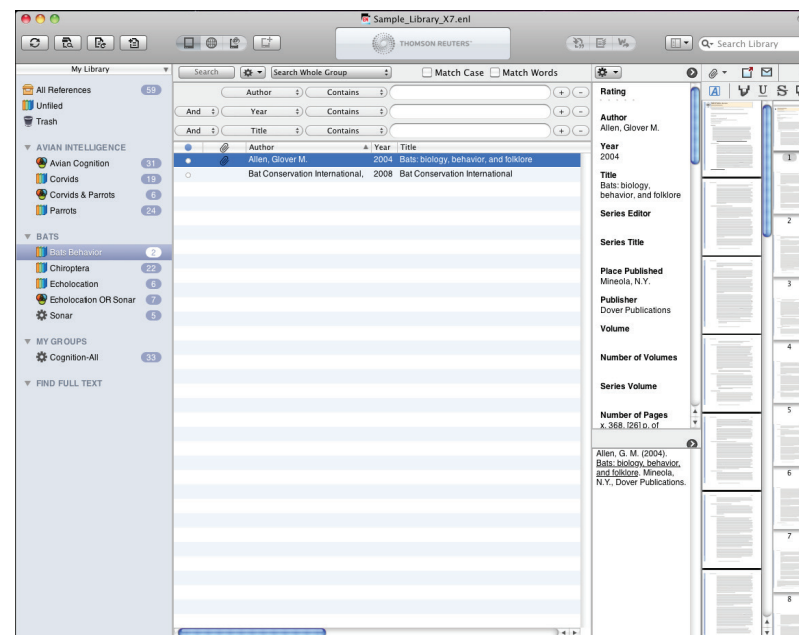 Sample_Library_X7.enl
THOMSON REUTERS
Search Library
My Library
All References 59
Unfiled
Trash
AVIAN INTELLIGENCE
Avian Cognition 31
Corvids 19
Corvids & Parrots 6
Parrots 24
BATS
Bats Behavior 2
Chiroptera 22
Echolocation 6
Echolocation OR Sonar 7
Sonar 5
MY GROUPS
Cognition-All 33
FIND FULL TEXT
Search Search Whole Group Match Case Match Words
Author Contains + -
And Year Contains + -
And Title Contains + -
Author Year Title
Allen, Glover M. 2004 Bats: biology, behavior, and folklore
Bat Conservation International, 2008 Bat Conservation International
Rating
Author
Allen, Glover M.
Year
2004
Title
Bats: biology,
behavior, and folklore
Series Editor
Series Title
Place Published
Mineola, N.Y.
Publisher
Dover Publications
Volume
Number of Volumes
Series Volume
Number of Pages
x, 368, [26] p. of
Allen, G. M. (2004).
Bats: biology, behavior,
and folklore. Mineola,
N.Y., Dover Publications.
A U S
1
2
3
4
5
6
7
8